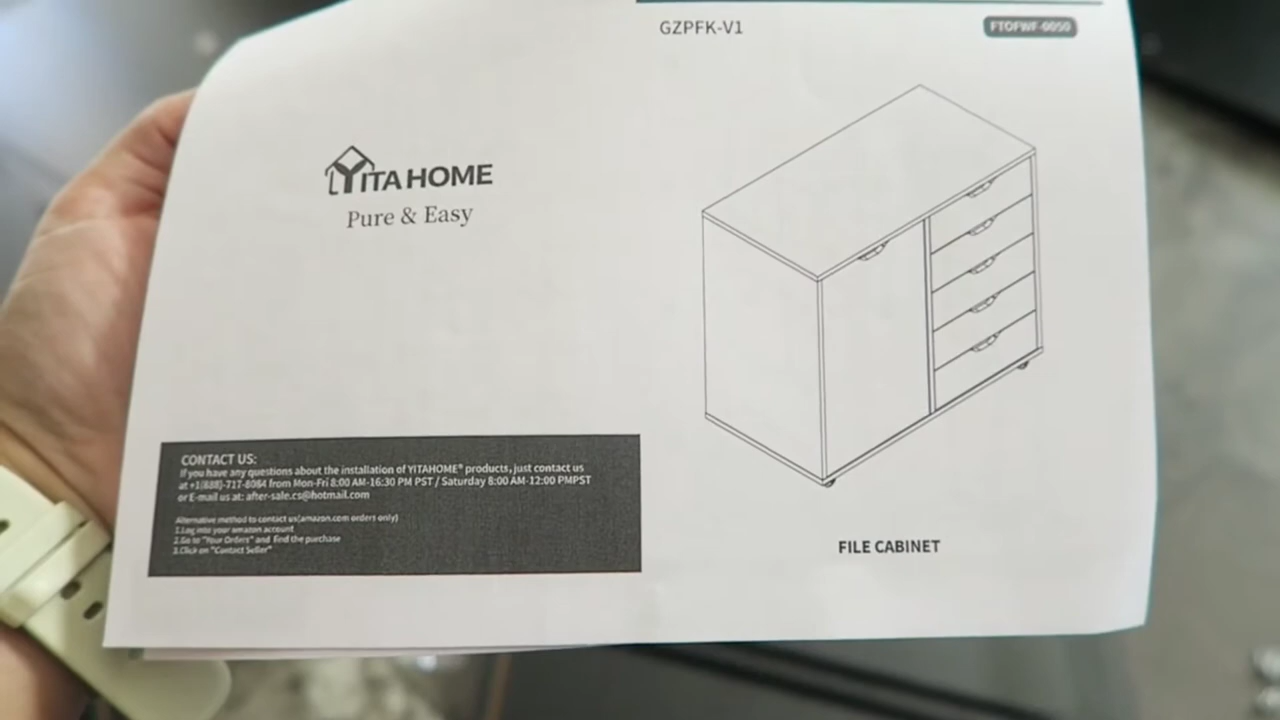 YITA HOME
Pure & Easy
CONTACT US:
If you have any questions about the installation of YITAHOME® products, just contact us
at +1(888)-717-8084 from Mon-Fri 8:00 AM-16:30 PM PST / Saturday 8:00 AM-12:00 PMPST
or E-mail us at: after-sale.cs@hotmail.com
Alternative method to contact us(amazon.com orders only)
1.Log into your amazon account
2.Go to "Your Orders" and find the purchase
3.Click on "Contact Seller"
GZPFK-V1
FTOFWF-0050
FILE CABINET